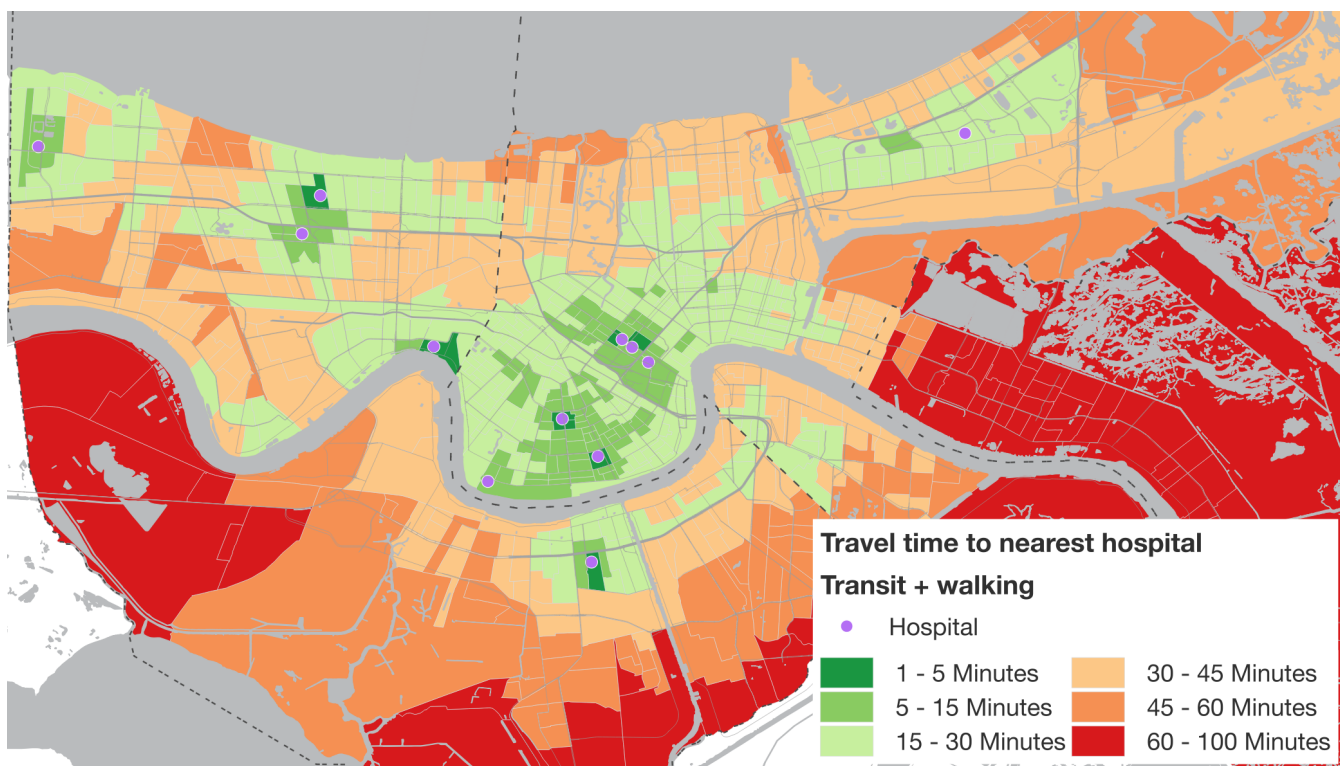 Travel time to nearest hospital
Transit + walking
Hospital
1 - 5 Minutes
5 - 15 Minutes
15 - 30 Minutes
30 - 45 Minutes
45 - 60 Minutes
60 - 100 Minutes